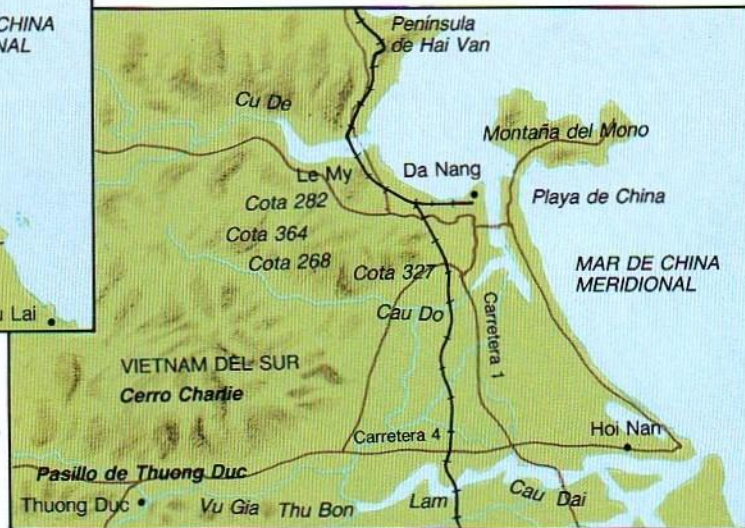 CHINA
NAL
Península
de Hai Van
Cu De
Montaña del Mono
Le My
Da Nang
Cota 282
Playa de China
Cota 364
Cota 268
Cota 327
MAR DE CHINA
MERIDIONAL
Lai
Cau Do
Carretera 1
VIETNAM DEL SUR
Cerro Charlie
Carretera 4
Hoi Nan
Pasillo de Thuong Duc
Thuong Duc
Vu Gia
Thu Bon
Lam
Cau Dai